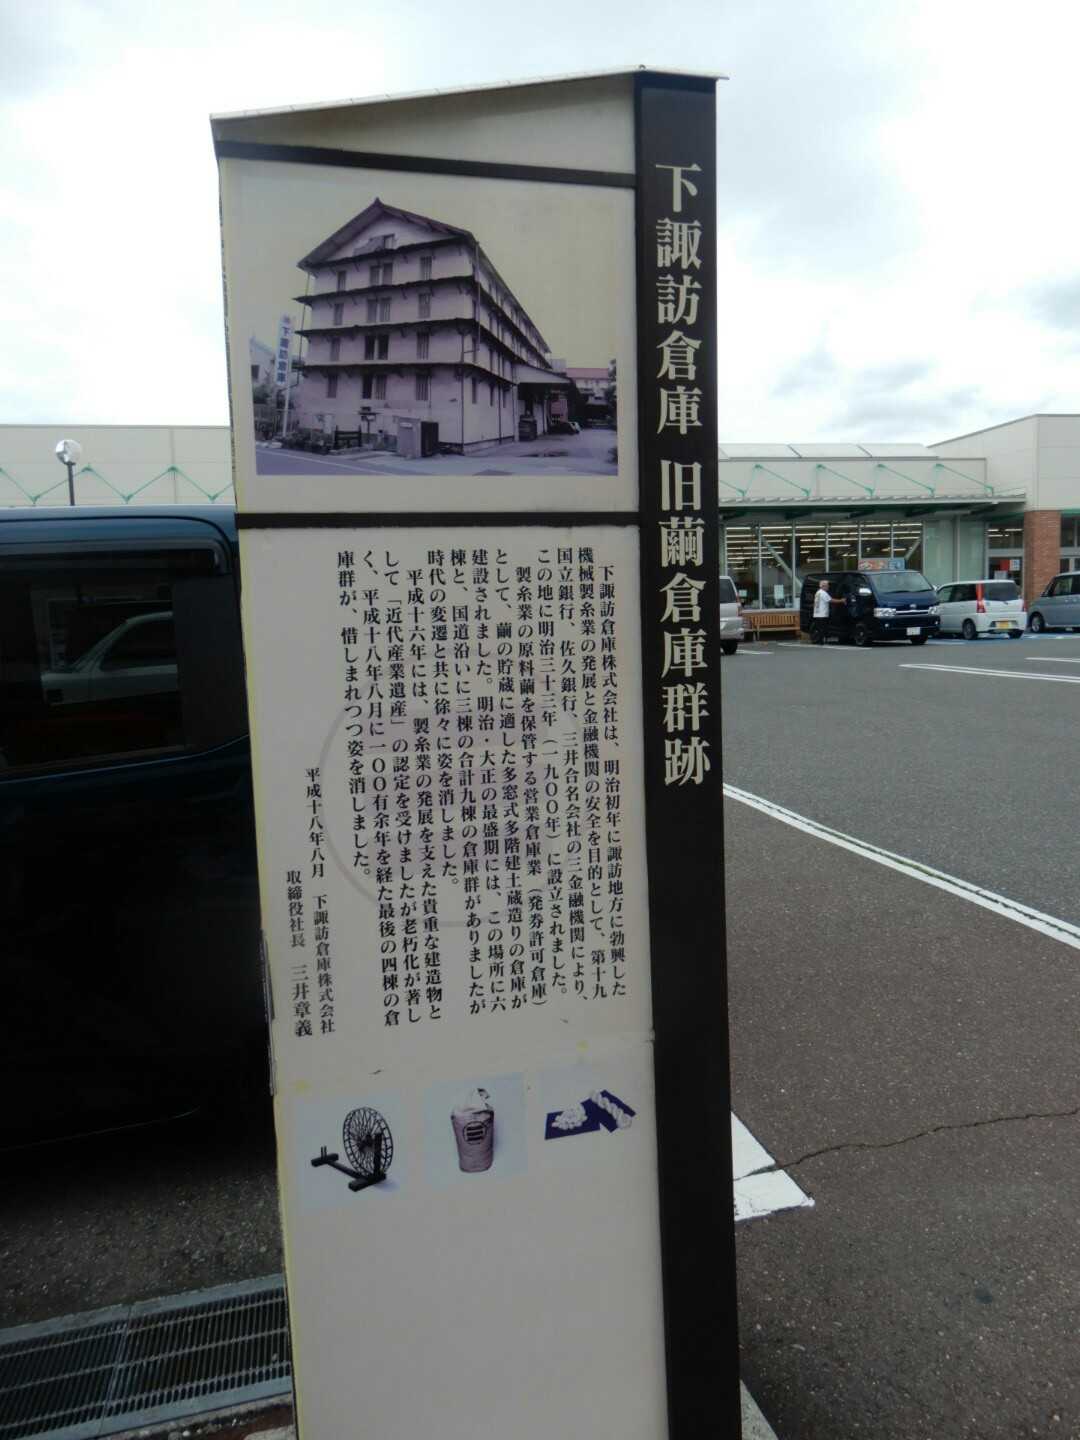 下諏訪倉庫 旧繭倉庫群跡
下諏訪倉庫
下諏訪倉庫株式会社は、明治初年に諏訪地方に勃興した
機械製糸業の発展と金融機関の安全を目的として、第十九
国立銀行、佐久銀行、三井合名会社の三金融機関により、
この地に明治三十三年（一九〇〇年）に設立されました。
製糸業の原料繭を保管する営業倉庫業（発券許可倉庫）
として、繭の貯蔵に適した多窓式多階建土蔵造りの倉庫が
建設されました。明治・大正の最盛期には、この場所に六
棟と、国道沿いに三棟の合計九棟の倉庫群がありましたが
時代の変遷と共に徐々に姿を消しました。
平成十六年には、製糸業の発展を支えた貴重な建造物と
して「近代産業遺産」の認定を受けましたが老朽化が著し
く、平成十八年八月に一〇〇有余年を経た最後の四棟の倉
庫群が、惜しまれつつ姿を消しました。
平成十八年八月 下諏訪倉庫株式会社
取締役社長 三井章義